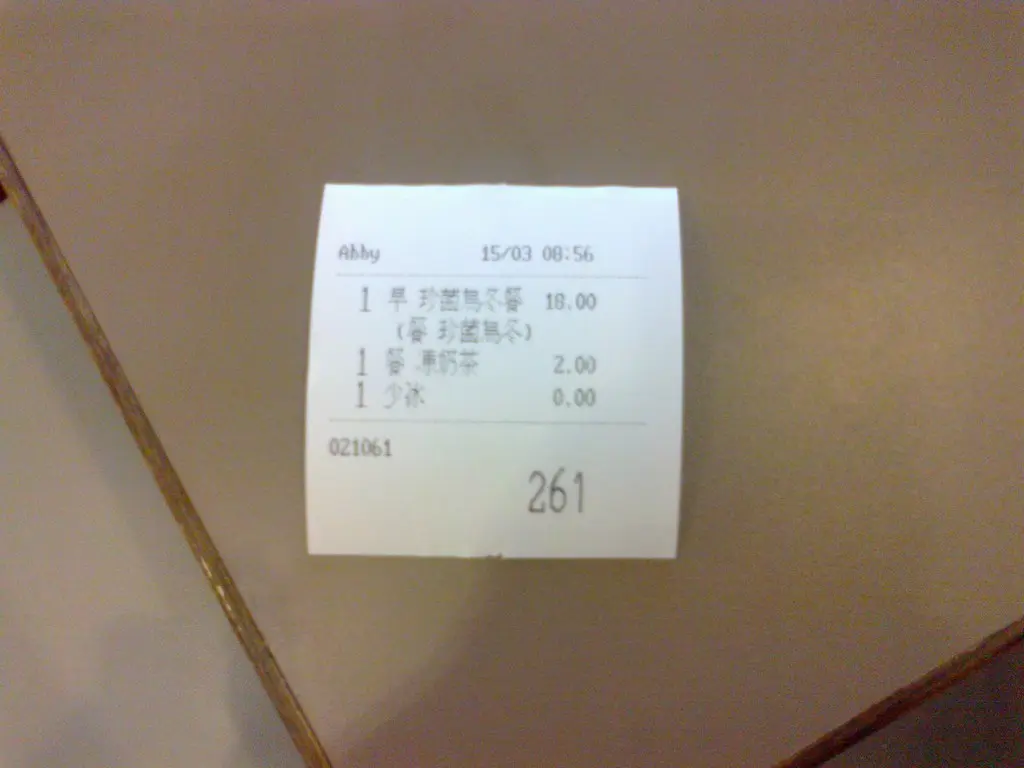 Abby 15/03 08:56
1 早 珍菌烏冬餐 18.00
(餐 珍菌烏冬)
1 餐 凍奶茶 2.00
1 少冰 0.00
021061
261